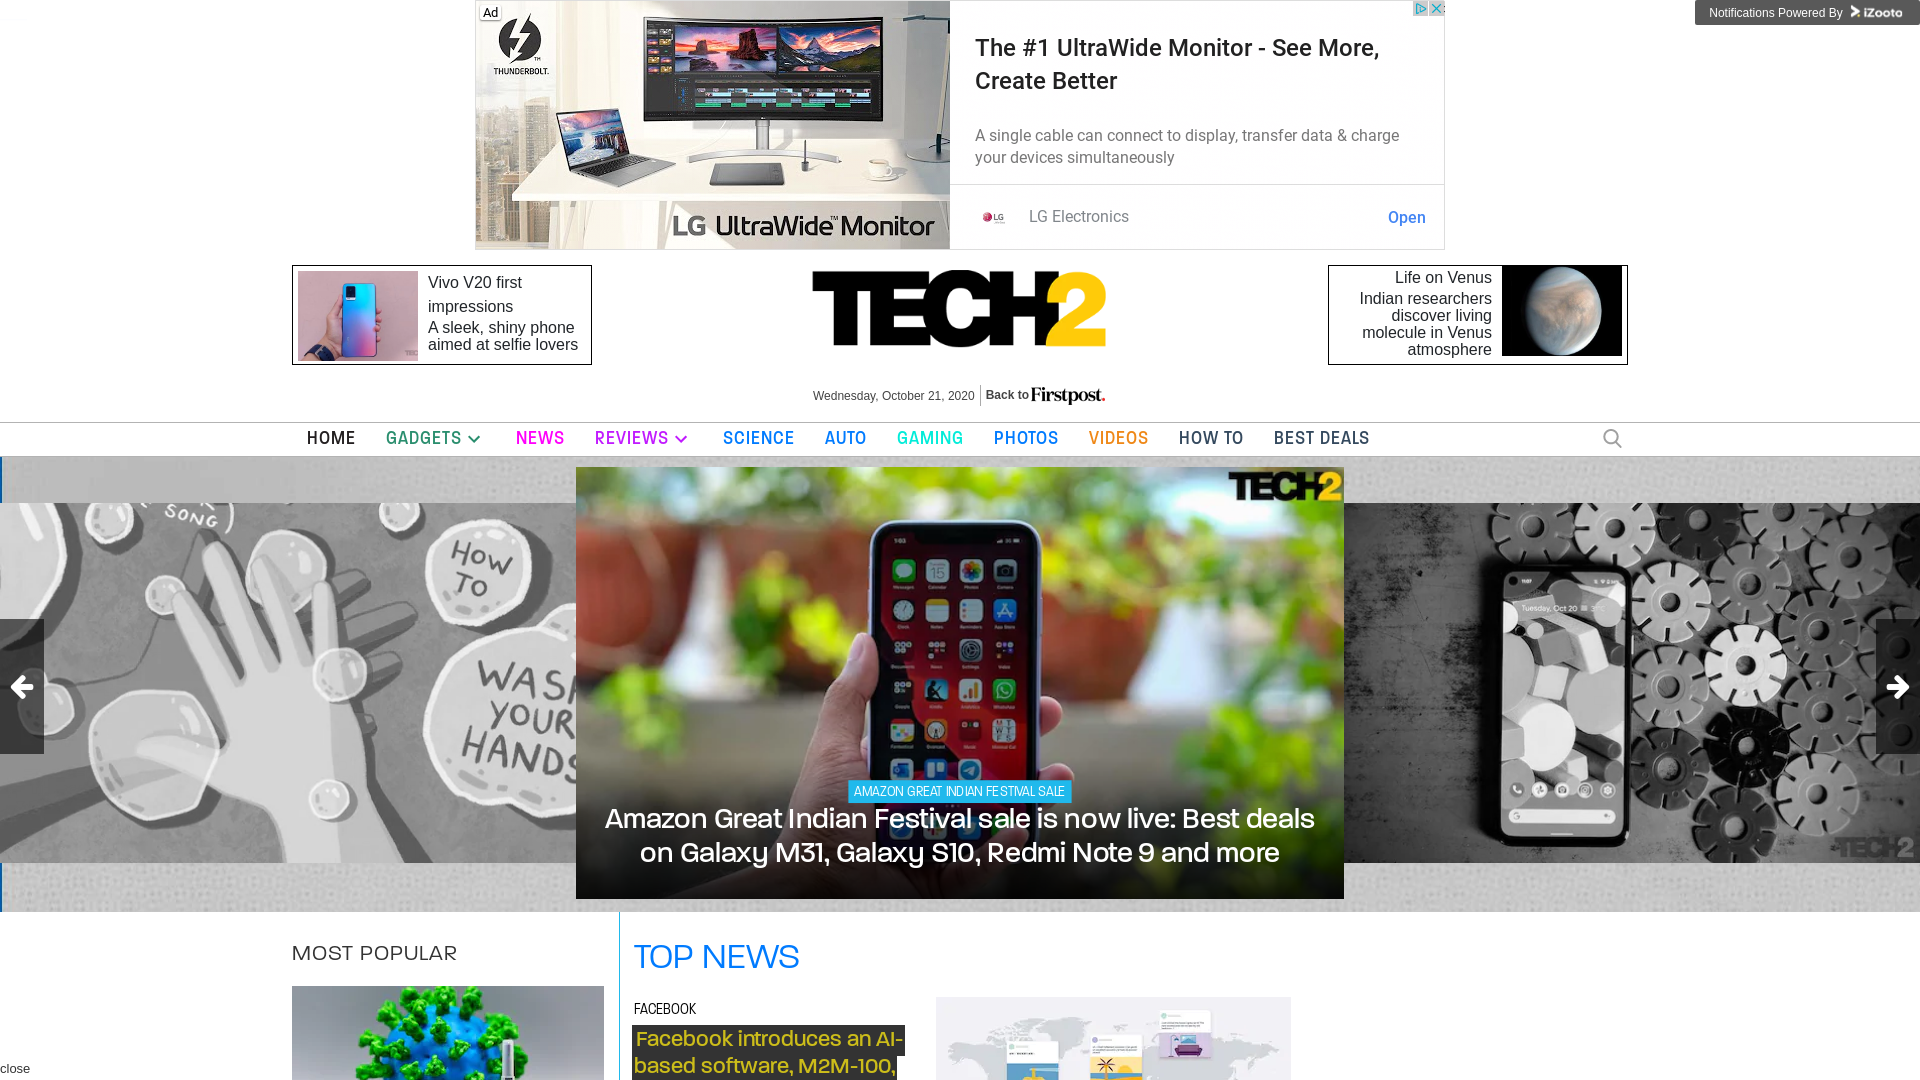 Ad
THUNDERBOLT.
TM
LG UltraWide™ Monitor
The #1 UltraWide Monitor - See More,
Create Better
A single cable can connect to display, transfer data & charge
your devices simultaneously
LG
LG Electronics
Open
Notifications Powered By iZooto
Vivo V20 first
impressions
A sleek, shiny phone
aimed at selfie lovers
TECH2
Life on Venus
Indian researchers
discover living
molecule in Venus
atmosphere
Wednesday, October 21, 2020
Back to Firstpost.
HOME
GADGETS
NEWS
REVIEWS
SCIENCE
AUTO
GAMING
PHOTOS
VIDEOS
HOW TO
BEST DEALS
SONG
HOW
TO
WASH
YOUR
HANDS
TECH2
1:03
15
AMAZON GREAT INDIAN FESTIVAL SALE
Amazon Great Indian Festival sale is now live: Best deals
on Galaxy M31, Galaxy S10, Redmi Note 9 and more
Tuesday, Oct 20
TECH2
MOST POPULAR
TOP NEWS
FACEBOOK
Facebook introduces an AI-
based software, M2M-100,
close